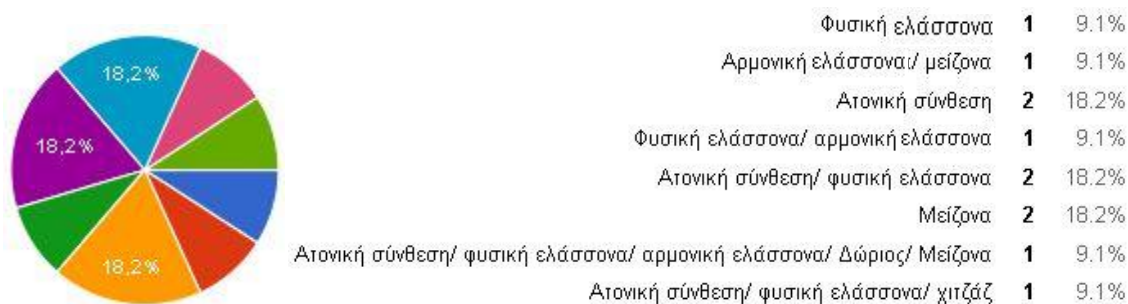 18,2%
18,2%
18,2%
Φυσική ελάσσονα 1 9.1%
Αρμονική ελάσσονα/ μείζονα 1 9.1%
Ατονική σύνθεση 2 18.2%
Φυσική ελάσσονα/ αρμονική ελάσσονα 1 9.1%
Ατονική σύνθεση/ φυσική ελάσσονα 2 18.2%
Μείζονα 2 18.2%
Ατονική σύνθεση/ φυσική ελάσσονα/ αρμονική ελάσσονα/ Δώριος/ Μείζονα 1 9.1%
Ατονική σύνθεση/ φυσική ελάσσονα/ χιτζάζ 1 9.1%